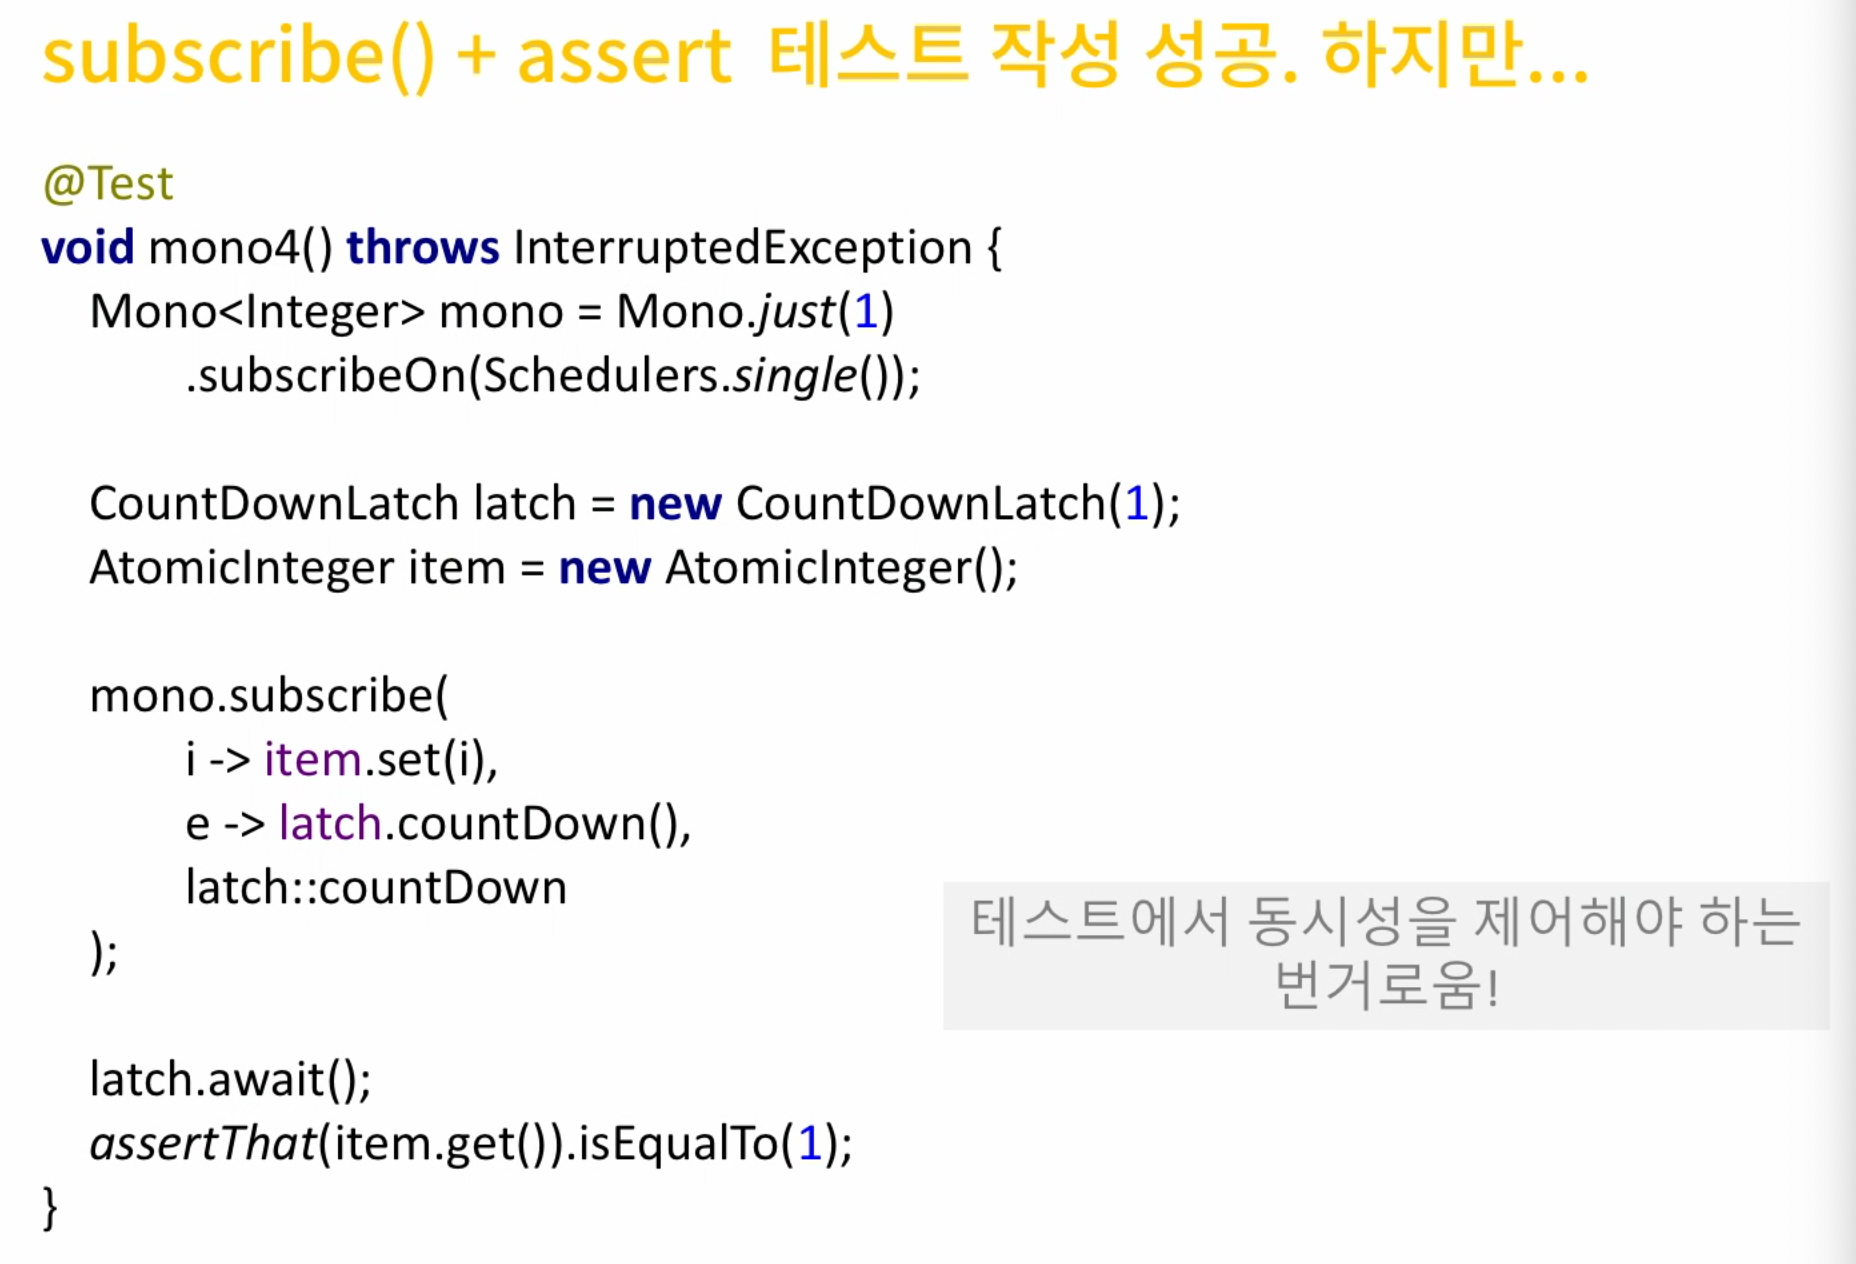 subscribe() + assert 테스트 작성 성공. 하지만...
@Test
void mono4() throws InterruptedException {
Mono<Integer> mono = Mono.just(1)
.subscribeOn(Schedulers.single());
CountDownLatch latch = new CountDownLatch(1);
AtomicInteger item = new AtomicInteger();
mono.subscribe(
i -> item.set(i),
e -> latch.countDown(),
latch::countDown
);
테스트에서 동시성을 제어해야 하는
번거로움!
latch.await();
assertThat(item.get()).isEqualTo(1);
}